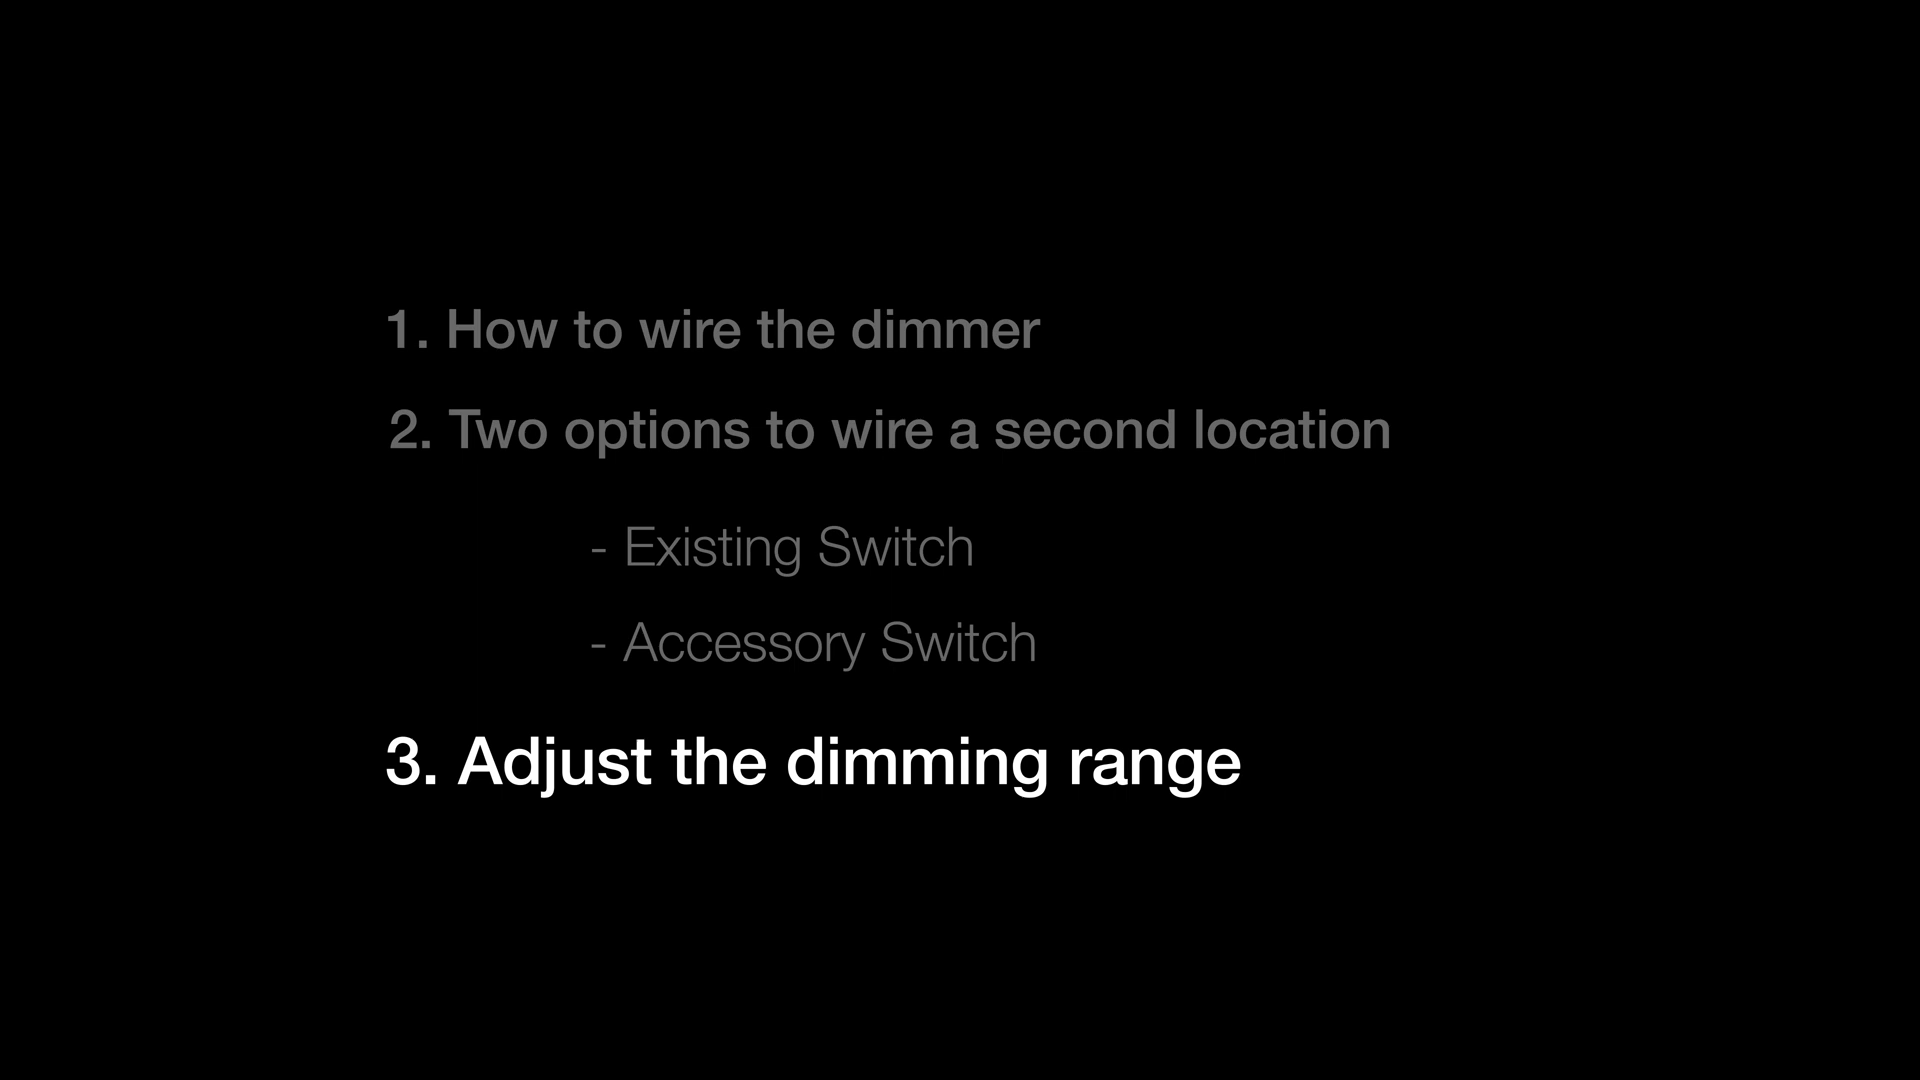 1. How to wire the dimmer
2. Two options to wire a second location
- Existing Switch
- Accessory Switch
3. Adjust the dimming range